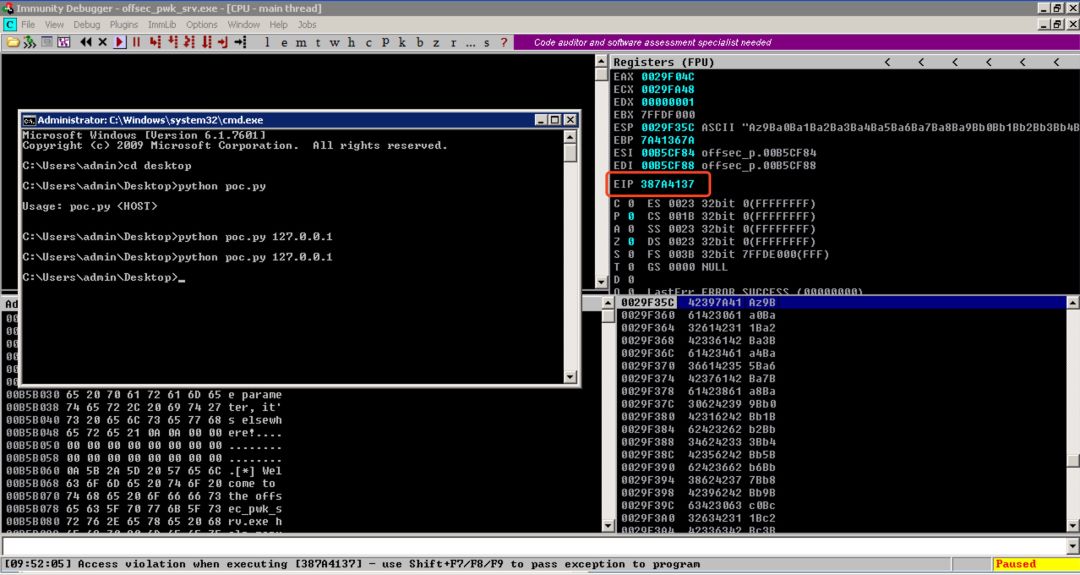 Immunity Debugger - offsec_pwk_srv.exe - [CPU - main thread]
File View Debug Plugins ImmLib Options Window Help Jobs
l e m t w h c P k b z r ... s ?
Code auditor and software assessment specialist needed
Administrator: C:\Windows\system32\cmd.exe
Microsoft Windows [Version 6.1.7601]
Copyright (c) 2009 Microsoft Corporation. All rights reserved.
C:\Users\admin>cd desktop
C:\Users\admin\Desktop>python poc.py
Usage: poc.py <HOST>
C:\Users\admin\Desktop>python poc.py 127.0.0.1
C:\Users\admin\Desktop>python poc.py 127.0.0.1
C:\Users\admin\Desktop>_
Registers (FPU) < < < < < <
EAX 0029F04C
ECX 0029FA48
EDX 00000001
EBX 7FFDF000
ESP 0029F35C ASCII "Az9Ba0Ba1Ba2Ba3Ba4Ba5Ba6Ba7Ba8Ba9Bb0Bb1Bb2Bb3Bb4B
EBP 7A41367A
ESI 00B5CF84 offsec_p.00B5CF84
EDI 00B5CF88 offsec_p.00B5CF88
EIP 387A4137
C 0 ES 0023 32bit 0(FFFFFFFF)
P 0 CS 001B 32bit 0(FFFFFFFF)
A 0 SS 0023 32bit 0(FFFFFFFF)
Z 0 DS 0023 32bit 0(FFFFFFFF)
S 0 FS 003B 32bit 7FFDE000(FFF)
T 0 GS 0000 NULL
D 0
O 0 LastErr ERROR_SUCCESS (00000000)
Ad
00B5B030 65 20 70 61 72 61 6D 65 e parame
00B5B038 74 65 72 2C 20 69 74 27 ter, it'
00B5B040 73 20 65 6C 73 65 77 68 s elsewh
00B5B048 65 72 65 21 0A 0A 00 00 ere!....
00B5B050 00 00 00 00 00 00 00 00 ........
00B5B058 00 00 00 00 00 00 00 00 ........
00B5B060 0A 5B 2A 5D 20 57 65 6C .[*] Wel
00B5B068 63 6F 6D 65 20 74 6F 20 come to
00B5B070 74 68 65 20 6F 66 66 73 the offs
00B5B078 65 63 5F 70 77 6B 5F 73 ec_pwk_s
00B5B080 72 76 2E 65 78 65 20 68 rv.exe h
0029F35C 42397A41 Az9B
0029F360 61423061 a0Ba
0029F364 32614231 1Ba2
0029F368 42336142 Ba3B
0029F36C 61423461 a4Ba
0029F370 36614235 5Ba6
0029F374 42376142 Ba7B
0029F378 61423861 a8Ba
0029F37C 30624239 9Bb0
0029F380 42316242 Bb1B
0029F384 62423262 b2Bb
0029F388 34624233 3Bb4
0029F38C 42356242 Bb5B
0029F390 62423662 b6Bb
0029F394 38624237 7Bb8
0029F398 42396242 Bb9B
0029F39C 63423063 c0Bc
0029F3A0 32634231 1Bc2
0029F3A4 42336342 Bc3B
[09:52:05] Access violation when executing [387A4137] - use Shift+F7/F8/F9 to pass exception to program
Paused